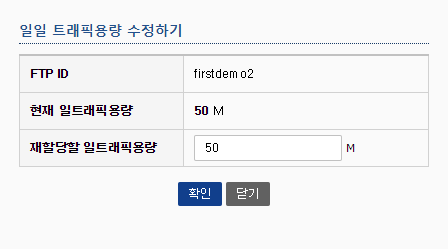 일일 트래픽용량 수정하기
FTP ID firstdemo2
현재 일트래픽용량 50 M
재할당할 일트래픽용량 50 M
확인 닫기